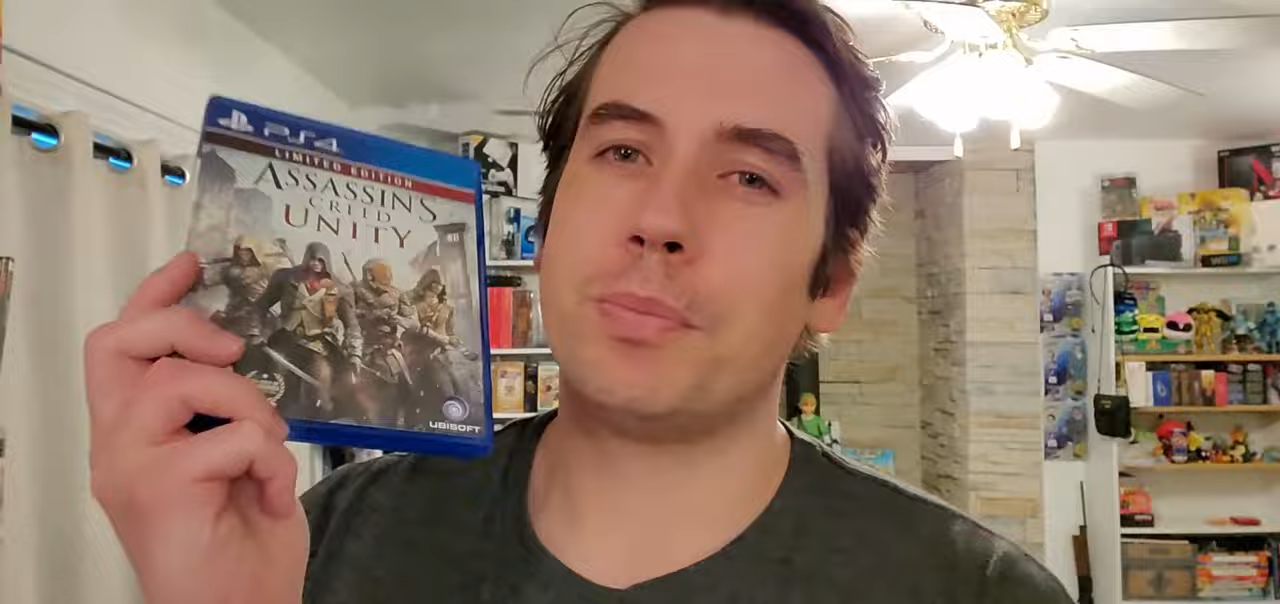 PS4
LIMITED EDITION
ASSASSIN'S
CREED
UNITY
UBISOFT